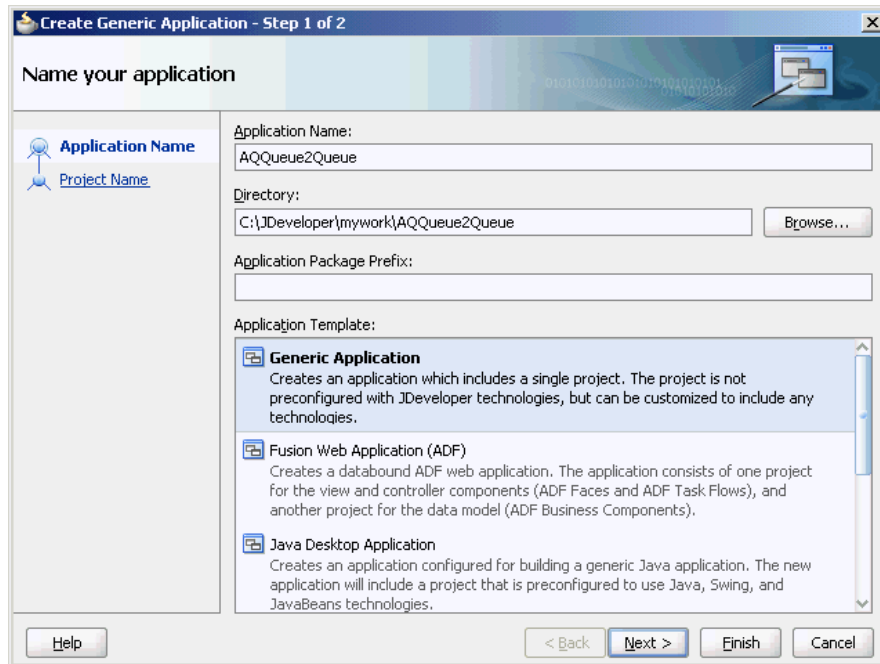 Create Generic Application - Step 1 of 2
Name your application
Application Name
Project Name
Application Name:
AQQueue2Queue
Directory:
C:\JDeveloper\mywork\AQQueue2Queue
Browse...
Application Package Prefix:
Application Template:
Generic Application
Creates an application which includes a single project. The project is not
preconfigured with JDeveloper technologies, but can be customized to include any
technologies.
Fusion Web Application (ADF)
Creates a databound ADF web application. The application consists of one project
for the view and controller components (ADF Faces and ADF Task Flows), and
another project for the data model (ADF Business Components).
Java Desktop Application
Creates an application configured for building a generic Java application. The new
application will include a project that is preconfigured to use Java, Swing, and
JavaBeans technologies.
Help
< Back
Next >
Finish
Cancel